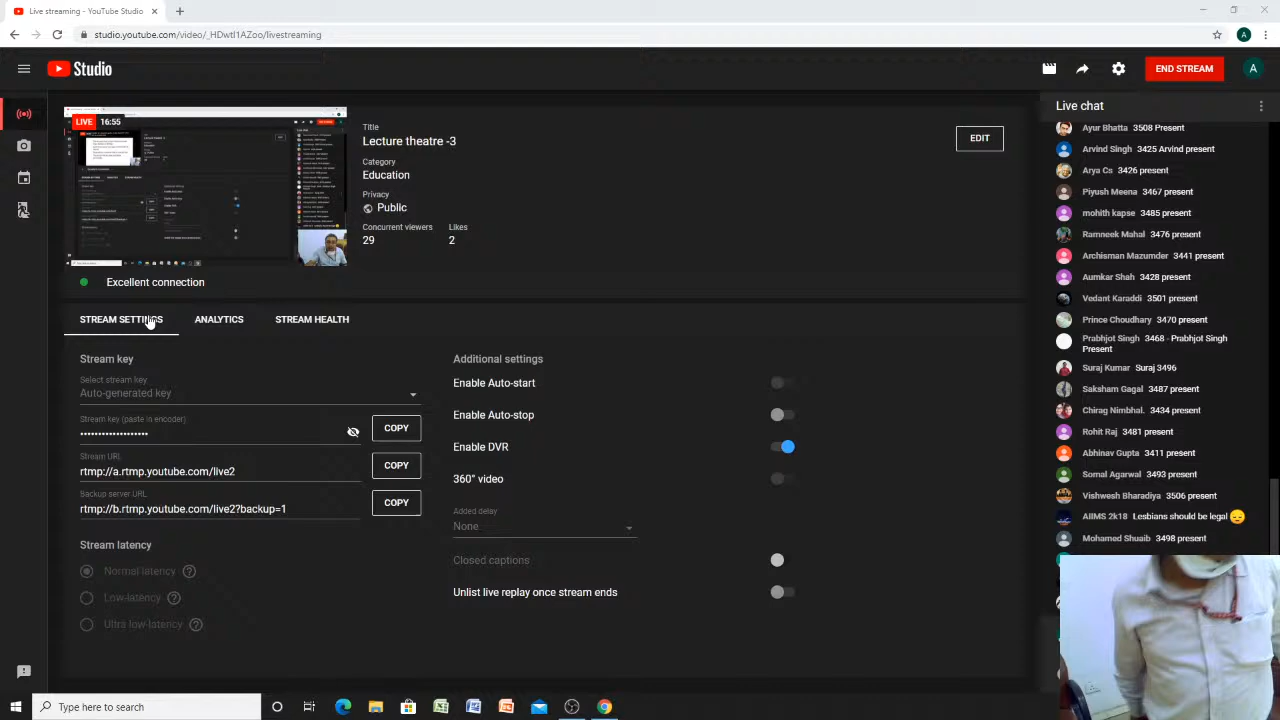 Live streaming - YouTube Studio
studio.youtube.com/video/_HDwtI1AZoo/livestreaming
A
Studio
END STREAM
A
LIVE 16:55
Title
Lecture theatre -3
Category
Education
Privacy
Public
Concurrent viewers
Likes
29
2
EDIT
Excellent connection
STREAM SETTINGS
ANALYTICS
STREAM HEALTH
Stream key
Select stream key
Auto-generated key
Stream key (paste in encoder)
•••••••••••••••••••
COPY
Stream URL
rtmp://a.rtmp.youtube.com/live2
COPY
Backup server URL
rtmp://b.rtmp.youtube.com/live2?backup=1
COPY
Stream latency
Normal latency
Low-latency
Ultra low-latency
Additional settings
Enable Auto-start
Enable Auto-stop
Enable DVR
360° video
Added delay
None
Closed captions
Unlist live replay once stream ends
Live chat
Ayur Bhatta 3508 Present
Arvind Singh 3425 Arvind present
Arya Cs 3426 present
Piyush Meena 3467 present
mohith kapse 3485 present
Ramneek Mahal 3476 present
Archisman Mazumder 3441 present
Aumkar Shah 3428 present
Vedant Karaddi 3501 present
Prince Choudhary 3470 present
Prabhjot Singh 3468 - Prabhjot Singh
Present
Suraj Kumar Suraj 3496
Saksham Gagal 3487 present
Chirag Nimbhal. 3434 present
Rohit Raj 3481 present
Abhinav Gupta 3411 present
Somal Agarwal 3493 present
Vishwesh Bharadiya 3506 present
AIIMS 2k18 Lesbians should be legal 😔
Mohamed Shuaib 3498 present
Type here to search